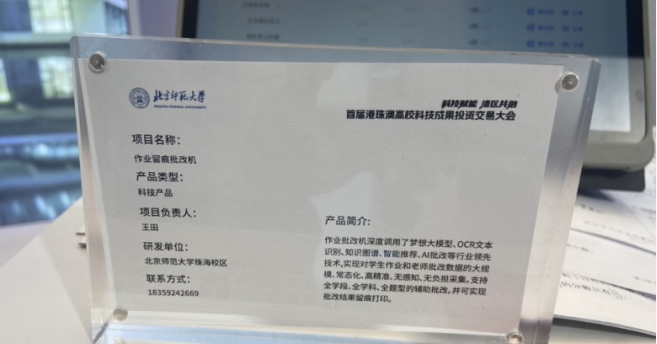 北京师范大学
科技赋能 湾区共融
首届港珠澳高校科技成果投资交易大会
项目名称：
作业留痕批改机
产品类型：
科技产品
项目负责人：
王田
研发单位：
北京师范大学珠海校区
联系方式：
18359242669
产品简介：
作业批改机深度调用了梦想大模型、OCR文本
识别、知识图谱、智能推荐、AI批改等行业领先
技术，实现对学生作业和老师批改数据的大规
模、常态化、高精准、无感知、无负担采集，支持
全学段、全学科、全题型的辅助批改，并可实现
批改结果留痕打印。